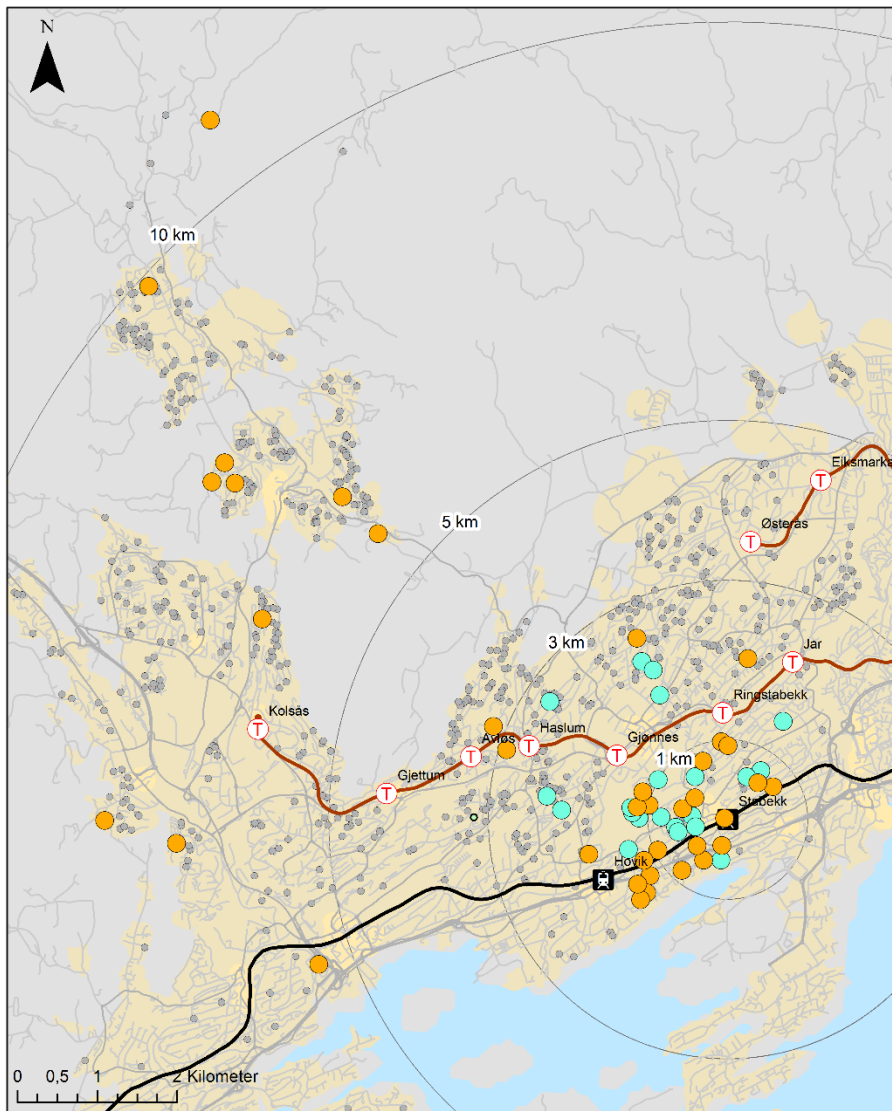 N
10 km
Eiksmarka
5 km
Østerås
3 km
Jar
Ringstabekk
Kolsås
T
T
T
T
T
T
T
T
T
Avløs
Haslum
Gjønnes
1 km
Gjettum
Stabekk
Høvik
0 0,5 1 2 Kilometer